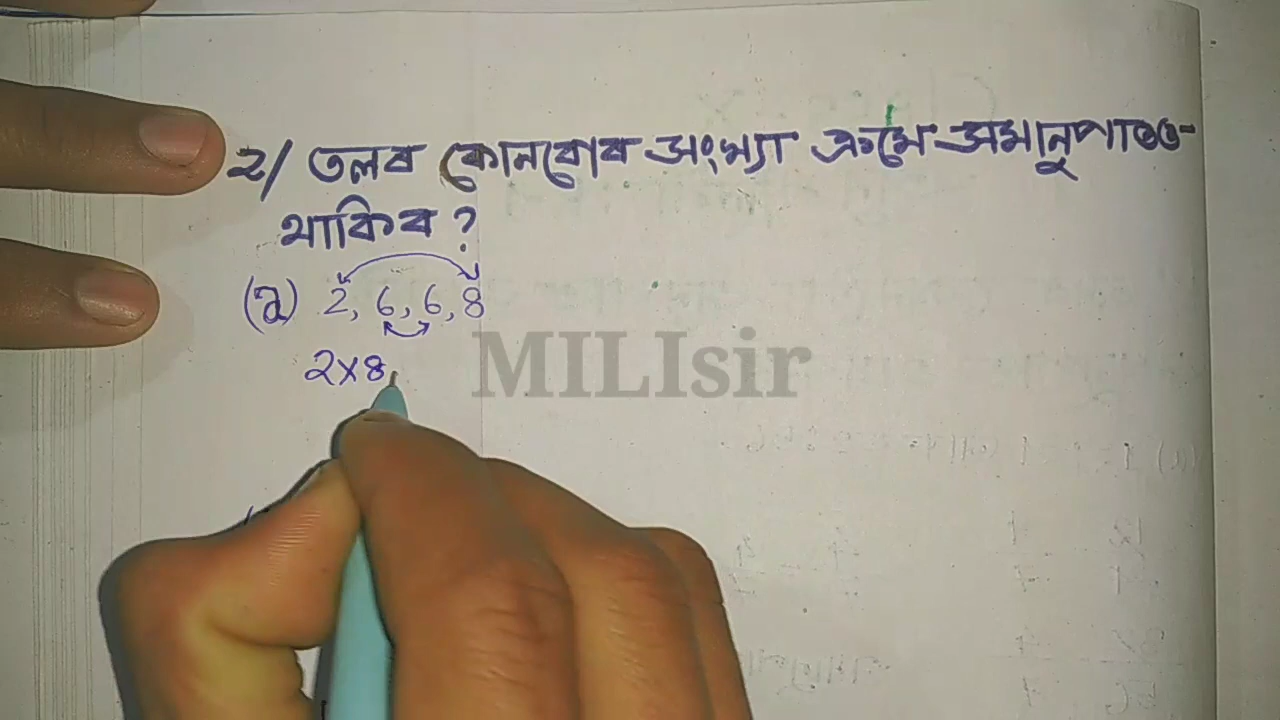 ২/ তলৰ কোনবোৰ সংখ্যা ক্ৰমে সমানুপাতত
থাকিব ?
(a) 2, 6, 6, 8
2×8
MILIsir